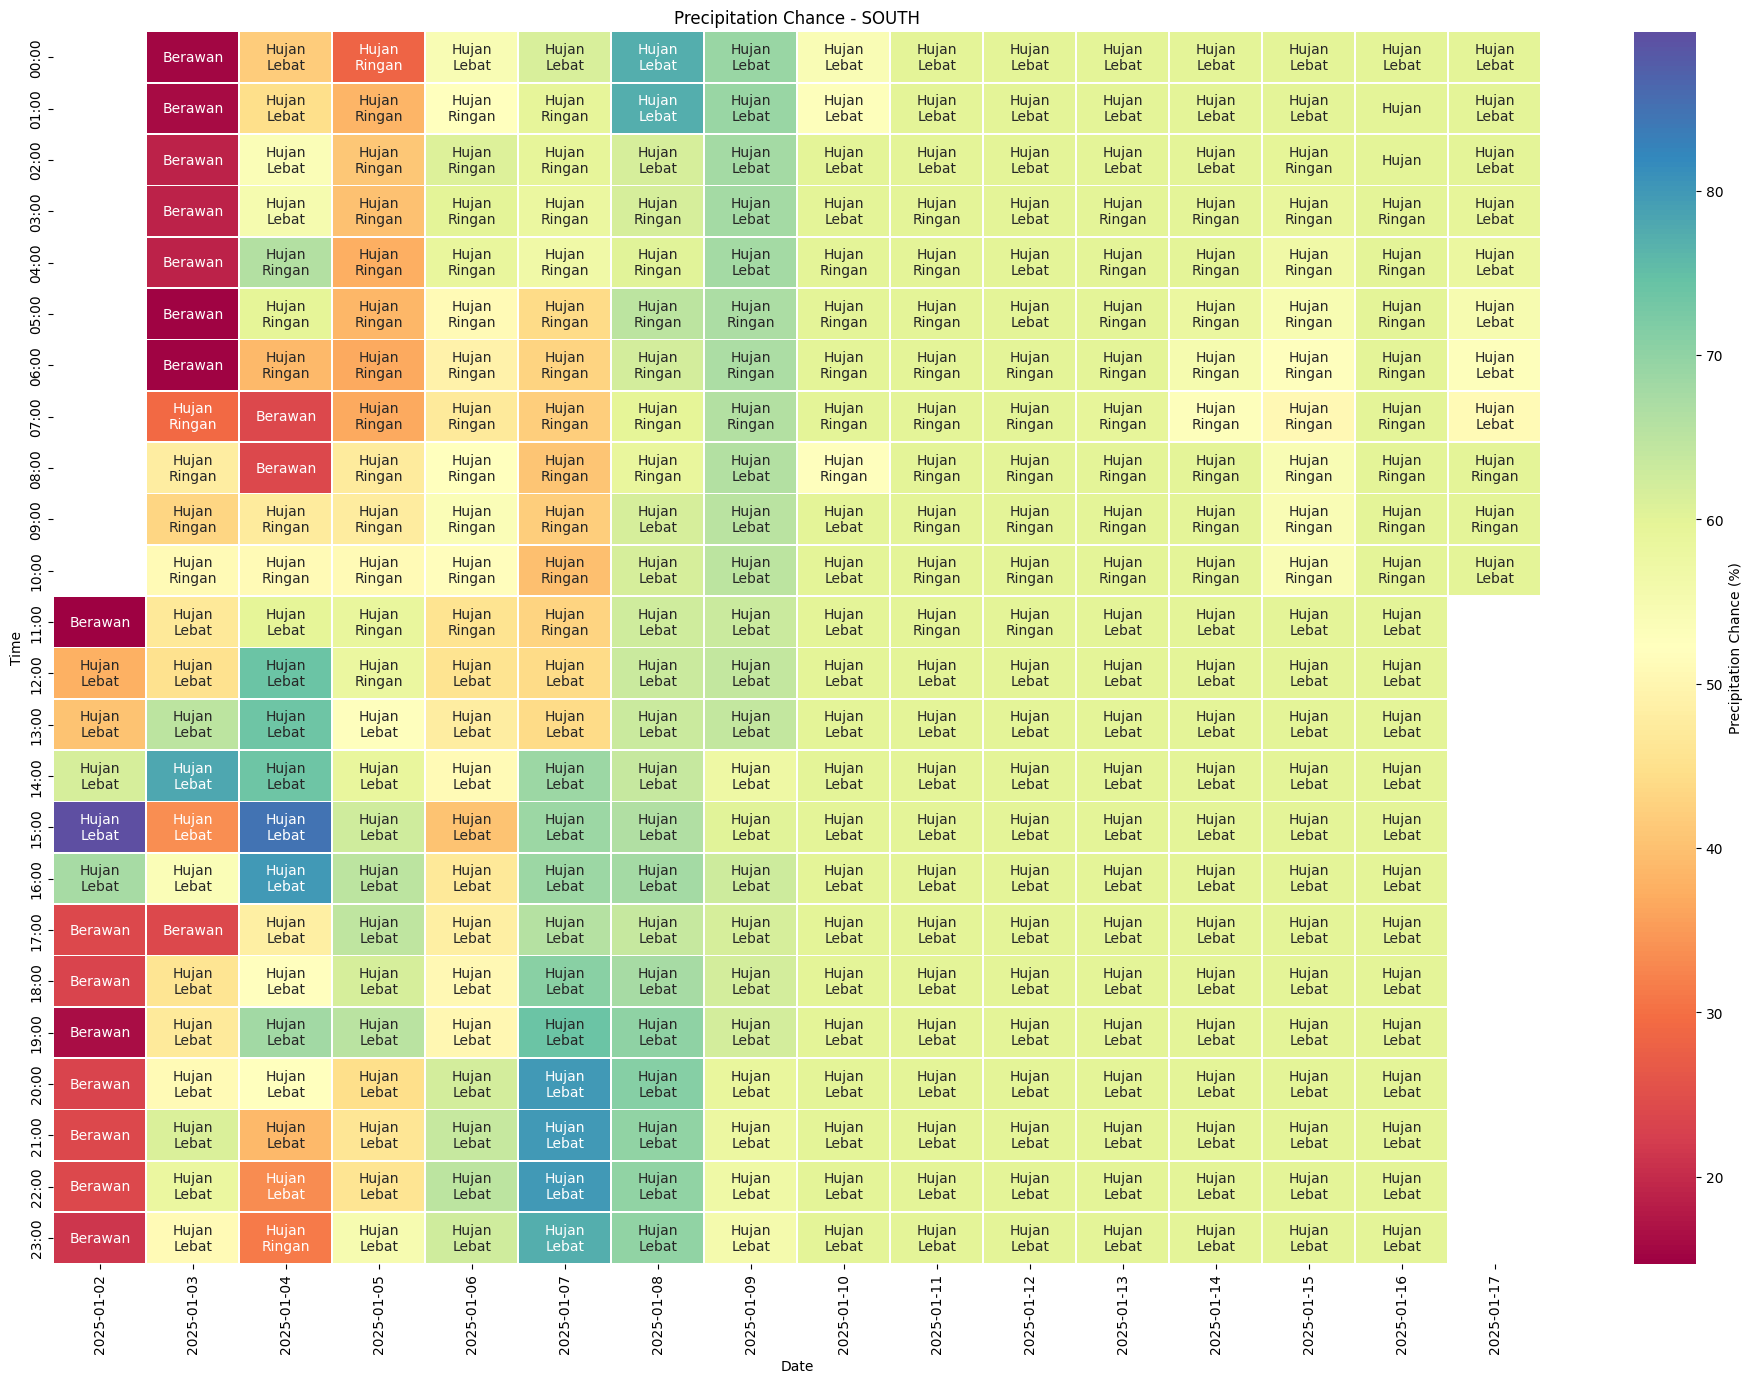 Precipitation Chance - SOUTH
00:00 Berawan Hujan Lebat Hujan Ringan Hujan Lebat Hujan Lebat Hujan Lebat Hujan Lebat Hujan Lebat Hujan Lebat Hujan Lebat Hujan Lebat Hujan Lebat Hujan Lebat Hujan Lebat Hujan Lebat
01:00 Berawan Hujan Lebat Hujan Ringan Hujan Ringan Hujan Ringan Hujan Lebat Hujan Lebat Hujan Lebat Hujan Lebat Hujan Lebat Hujan Lebat Hujan Lebat Hujan Lebat Hujan Hujan Lebat
02:00 Berawan Hujan Lebat Hujan Ringan Hujan Ringan Hujan Ringan Hujan Lebat Hujan Lebat Hujan Lebat Hujan Lebat Hujan Lebat Hujan Lebat Hujan Lebat Hujan Ringan Hujan Hujan Lebat
03:00 Berawan Hujan Lebat Hujan Ringan Hujan Ringan Hujan Ringan Hujan Ringan Hujan Lebat Hujan Lebat Hujan Ringan Hujan Lebat Hujan Ringan Hujan Ringan Hujan Ringan Hujan Ringan Hujan Lebat
04:00 Berawan Hujan Ringan Hujan Ringan Hujan Ringan Hujan Ringan Hujan Ringan Hujan Lebat Hujan Ringan Hujan Ringan Hujan Lebat Hujan Ringan Hujan Ringan Hujan Ringan Hujan Ringan Hujan Lebat
05:00 Berawan Hujan Ringan Hujan Ringan Hujan Ringan Hujan Ringan Hujan Ringan Hujan Ringan Hujan Ringan Hujan Ringan Hujan Lebat Hujan Ringan Hujan Ringan Hujan Ringan Hujan Ringan Hujan Lebat
06:00 Berawan Hujan Ringan Hujan Ringan Hujan Ringan Hujan Ringan Hujan Ringan Hujan Ringan Hujan Ringan Hujan Ringan Hujan Ringan Hujan Ringan Hujan Ringan Hujan Ringan Hujan Ringan Hujan Lebat
07:00 Hujan Ringan Berawan Hujan Ringan Hujan Ringan Hujan Ringan Hujan Ringan Hujan Ringan Hujan Ringan Hujan Ringan Hujan Ringan Hujan Ringan Hujan Ringan Hujan Ringan Hujan Ringan Hujan Lebat
08:00 Hujan Ringan Berawan Hujan Ringan Hujan Ringan Hujan Ringan Hujan Ringan Hujan Lebat Hujan Ringan Hujan Ringan Hujan Ringan Hujan Ringan Hujan Ringan Hujan Ringan Hujan Ringan Hujan Ringan
09:00 Hujan Ringan Hujan Ringan Hujan Ringan Hujan Ringan Hujan Ringan Hujan Lebat Hujan Lebat Hujan Lebat Hujan Ringan Hujan Ringan Hujan Ringan Hujan Ringan Hujan Ringan Hujan Ringan Hujan Ringan
10:00 Hujan Ringan Hujan Ringan Hujan Ringan Hujan Ringan Hujan Ringan Hujan Lebat Hujan Lebat Hujan Lebat Hujan Ringan Hujan Ringan Hujan Ringan Hujan Ringan Hujan Ringan Hujan Ringan Hujan Lebat
11:00 Berawan Hujan Lebat Hujan Lebat Hujan Ringan Hujan Ringan Hujan Ringan Hujan Lebat Hujan Lebat Hujan Lebat Hujan Ringan Hujan Ringan Hujan Lebat Hujan Lebat Hujan Lebat Hujan Lebat
Time
12:00 Hujan Lebat Hujan Lebat Hujan Lebat Hujan Ringan Hujan Lebat Hujan Lebat Hujan Lebat Hujan Lebat Hujan Lebat Hujan Lebat Hujan Lebat Hujan Lebat Hujan Lebat Hujan Lebat Hujan Lebat
13:00 Hujan Lebat Hujan Lebat Hujan Lebat Hujan Lebat Hujan Lebat Hujan Lebat Hujan Lebat Hujan Lebat Hujan Lebat Hujan Lebat Hujan Lebat Hujan Lebat Hujan Lebat Hujan Lebat Hujan Lebat
14:00 Hujan Lebat Hujan Lebat Hujan Lebat Hujan Lebat Hujan Lebat Hujan Lebat Hujan Lebat Hujan Lebat Hujan Lebat Hujan Lebat Hujan Lebat Hujan Lebat Hujan Lebat Hujan Lebat Hujan Lebat
15:00 Hujan Lebat Hujan Lebat Hujan Lebat Hujan Lebat Hujan Lebat Hujan Lebat Hujan Lebat Hujan Lebat Hujan Lebat Hujan Lebat Hujan Lebat Hujan Lebat Hujan Lebat Hujan Lebat Hujan Lebat
16:00 Hujan Lebat Hujan Lebat Hujan Lebat Hujan Lebat Hujan Lebat Hujan Lebat Hujan Lebat Hujan Lebat Hujan Lebat Hujan Lebat Hujan Lebat Hujan Lebat Hujan Lebat Hujan Lebat Hujan Lebat
17:00 Berawan Berawan Hujan Lebat Hujan Lebat Hujan Lebat Hujan Lebat Hujan Lebat Hujan Lebat Hujan Lebat Hujan Lebat Hujan Lebat Hujan Lebat Hujan Lebat Hujan Lebat Hujan Lebat
18:00 Berawan Hujan Lebat Hujan Lebat Hujan Lebat Hujan Lebat Hujan Lebat Hujan Lebat Hujan Lebat Hujan Lebat Hujan Lebat Hujan Lebat Hujan Lebat Hujan Lebat Hujan Lebat Hujan Lebat
19:00 Berawan Hujan Lebat Hujan Lebat Hujan Lebat Hujan Lebat Hujan Lebat Hujan Lebat Hujan Lebat Hujan Lebat Hujan Lebat Hujan Lebat Hujan Lebat Hujan Lebat Hujan Lebat Hujan Lebat
20:00 Berawan Hujan Lebat Hujan Lebat Hujan Lebat Hujan Lebat Hujan Lebat Hujan Lebat Hujan Lebat Hujan Lebat Hujan Lebat Hujan Lebat Hujan Lebat Hujan Lebat Hujan Lebat Hujan Lebat
21:00 Berawan Hujan Lebat Hujan Lebat Hujan Lebat Hujan Lebat Hujan Lebat Hujan Lebat Hujan Lebat Hujan Lebat Hujan Lebat Hujan Lebat Hujan Lebat Hujan Lebat Hujan Lebat Hujan Lebat
22:00 Berawan Hujan Lebat Hujan Lebat Hujan Lebat Hujan Lebat Hujan Lebat Hujan Lebat Hujan Lebat Hujan Lebat Hujan Lebat Hujan Lebat Hujan Lebat Hujan Lebat Hujan Lebat Hujan Lebat
23:00 Berawan Hujan Lebat Hujan Ringan Hujan Lebat Hujan Lebat Hujan Lebat Hujan Lebat Hujan Lebat Hujan Lebat Hujan Lebat Hujan Lebat Hujan Lebat Hujan Lebat Hujan Lebat Hujan Lebat
2025-01-02 2025-01-03 2025-01-04 2025-01-05 2025-01-06 2025-01-07 2025-01-08 2025-01-09 2025-01-10 2025-01-11 2025-01-12 2025-01-13 2025-01-14 2025-01-15 2025-01-16 2025-01-17
Date
80
70
60
50
40
30
20
Precipitation Chance (%)